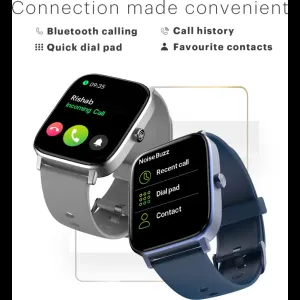 Connection made convenient
Bluetooth calling
Call history
Quick dial pad
Favourite contacts
09:35
Rishab
Incoming Call
NoiseBuzz
Recent call
Dial pad
Contact